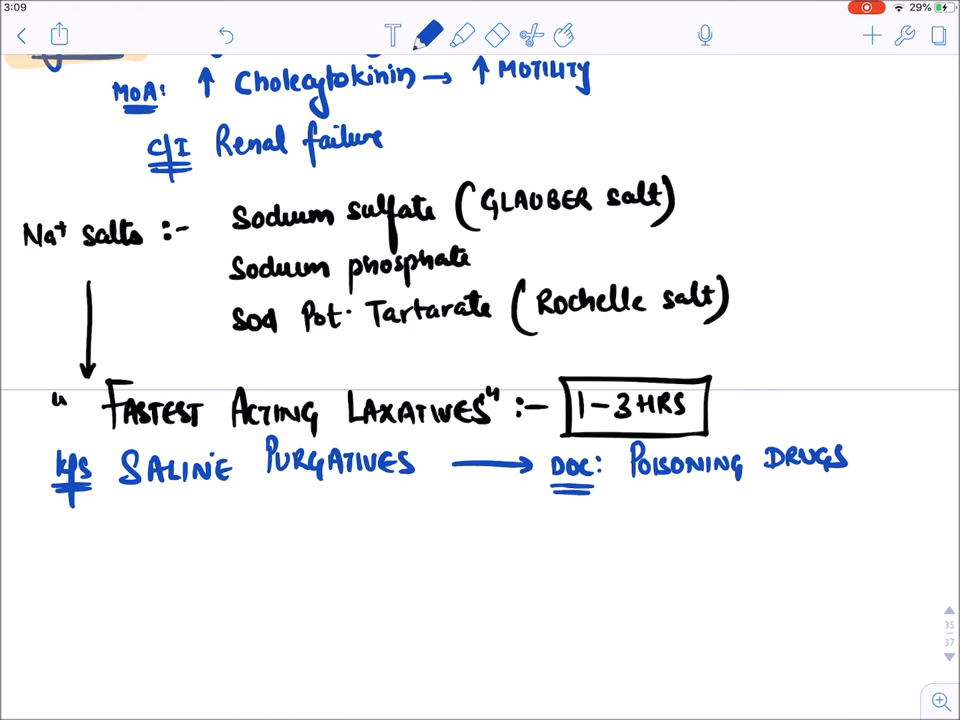 3:09
29%
T
MOA: ↑ Cholecytokinin → ↑ MOTILITY
C/I Renal failure
Na+ salts :- Sodium sulfate (GLAUBER salt)
Sodium phosphate
Sod Pot. Tartarate (Rochelle salt)
" FASTEST ACTING LAXATIVES" :- 1-3 HRS
k/s SALINE PURGATIVES → DOC: POISONING DRUGS
35
37